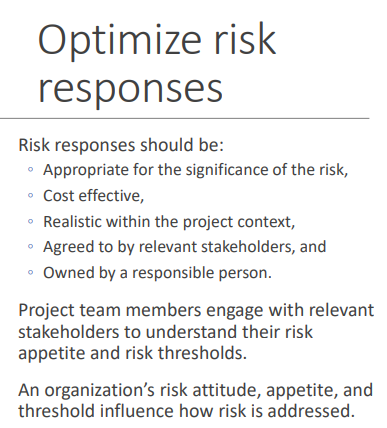 Optimize risk
responses
Risk responses should be:
◦ Appropriate for the significance of the risk,
◦ Cost effective,
◦ Realistic within the project context,
◦ Agreed to by relevant stakeholders, and
◦ Owned by a responsible person.
Project team members engage with relevant
stakeholders to understand their risk
appetite and risk thresholds.
An organization’s risk attitude, appetite, and
threshold influence how risk is addressed.